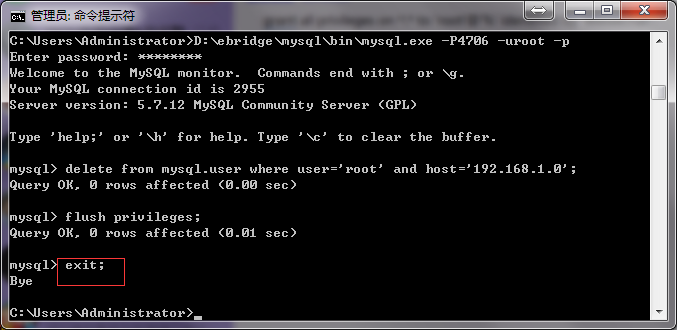 管理员: 命令提示符
C:\Users\Administrator>D:\ebridge\mysql\bin\mysql.exe -P4706 -uroot -p
Enter password: ********
Welcome to the MySQL monitor.  Commands end with ; or \g.
Your MySQL connection id is 2955
Server version: 5.7.12 MySQL Community Server (GPL)
Type 'help;' or '\h' for help. Type '\c' to clear the buffer.
mysql> delete from mysql.user where user='root' and host='192.168.1.0';
Query OK, 0 rows affected (0.00 sec)
mysql> flush privileges;
Query OK, 0 rows affected (0.01 sec)
mysql> exit;
Bye
C:\Users\Administrator>